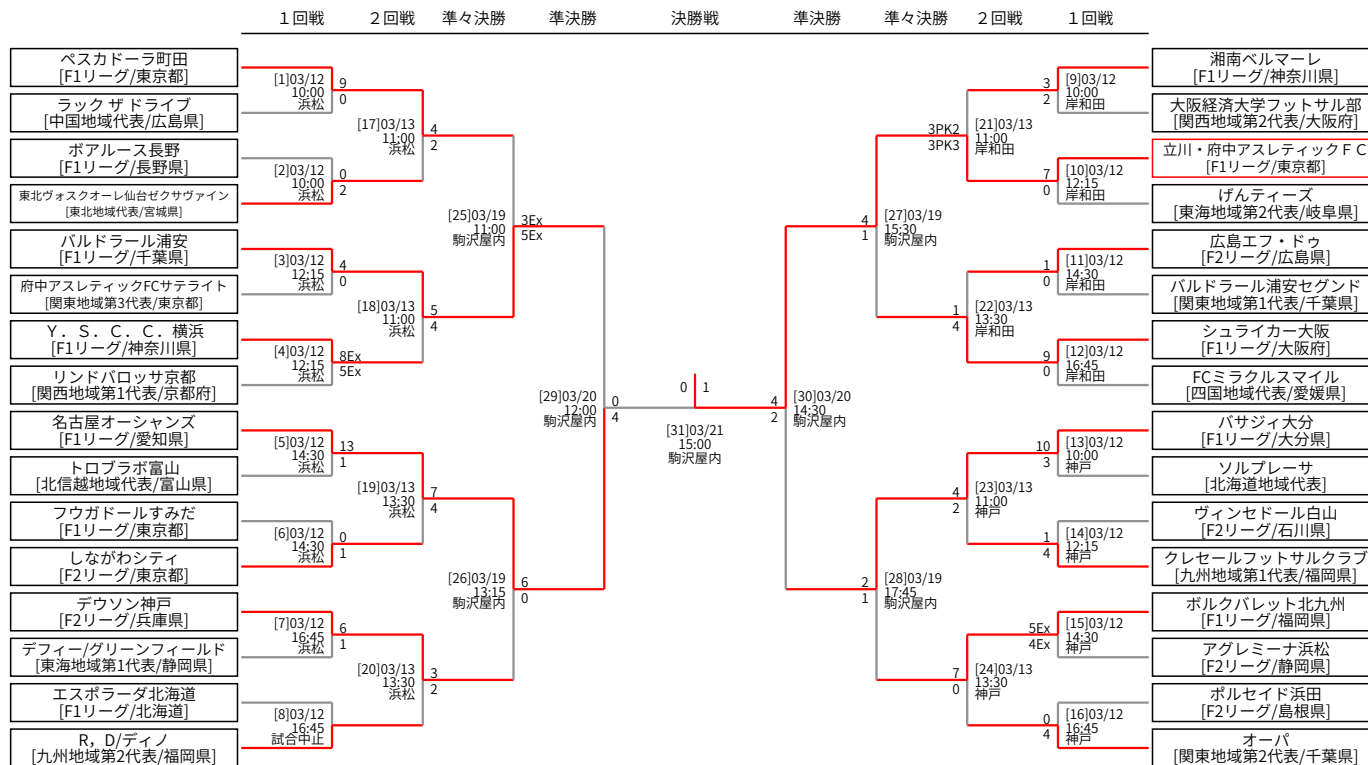 １回戦
２回戦
準々決勝
準決勝
決勝戦
準決勝
準々決勝
２回戦
１回戦
ペスカドーラ町田
[F1リーグ/東京都]
ラック ザ ドライブ
[中国地域代表/広島県]
ボアルース長野
[F1リーグ/長野県]
東北ヴォスクオーレ仙台ゼクサヴァイン
[東北地域代表/宮城県]
バルドラール浦安
[F1リーグ/千葉県]
府中アスレティックFCサテライト
[関東地域第3代表/東京都]
Ｙ．Ｓ．Ｃ．Ｃ．横浜
[F1リーグ/神奈川県]
リンドバロッサ京都
[関西地域第1代表/京都府]
名古屋オーシャンズ
[F1リーグ/愛知県]
トロブラボ富山
[北信越地域代表/富山県]
フウガドールすみだ
[F1リーグ/東京都]
しながわシティ
[F2リーグ/東京都]
デウソン神戸
[F2リーグ/兵庫県]
デフィー/グリーンフィールド
[東海地域第1代表/静岡県]
エスポラーダ北海道
[F1リーグ/北海道]
R，D/ディノ
[九州地域第2代表/福岡県]
[1]03/12
10:00
浜松
9
0
[2]03/12
10:00
浜松
0
2
[3]03/12
12:15
浜松
4
0
[4]03/12
12:15
浜松
8Ex
5Ex
[5]03/12
14:30
浜松
13
1
[6]03/12
14:30
浜松
0
1
[7]03/12
16:45
浜松
6
1
[8]03/12
16:45
試合中止
[17]03/13
11:00
浜松
4
2
[18]03/13
11:00
浜松
5
4
[19]03/13
13:30
浜松
7
4
[20]03/13
13:30
浜松
3
2
[25]03/19
11:00
駒沢屋内
3Ex
5Ex
[26]03/19
13:15
駒沢屋内
6
0
[29]03/20
12:00
駒沢屋内
0
4
0
1
[31]03/21
15:00
駒沢屋内
4
2
[30]03/20
14:30
駒沢屋内
4
1
[27]03/19
15:30
駒沢屋内
2
1
[28]03/19
17:45
駒沢屋内
3PK2
3PK3
[21]03/13
11:00
岸和田
1
4
[22]03/13
13:30
岸和田
4
2
[23]03/13
11:00
神戸
7
0
[24]03/13
13:30
神戸
3
2
[9]03/12
10:00
岸和田
7
0
[10]03/12
12:15
岸和田
1
0
[11]03/12
14:30
岸和田
9
0
[12]03/12
16:45
岸和田
10
3
[13]03/12
10:00
神戸
1
4
[14]03/12
12:15
神戸
5Ex
4Ex
[15]03/12
14:30
神戸
0
4
[16]03/12
16:45
神戸
湘南ベルマーレ
[F1リーグ/神奈川県]
大阪経済大学フットサル部
[関西地域第2代表/大阪府]
立川・府中アスレティックＦＣ
[F1リーグ/東京都]
げんティーズ
[東海地域第2代表/岐阜県]
広島エフ・ドゥ
[F2リーグ/広島県]
バルドラール浦安セグンド
[関東地域第1代表/千葉県]
シュライカー大阪
[F1リーグ/大阪府]
FCミラクルスマイル
[四国地域代表/愛媛県]
バサジィ大分
[F1リーグ/大分県]
ソルプレーサ
[北海道地域代表]
ヴィンセドール白山
[F2リーグ/石川県]
クレセールフットサルクラブ
[九州地域第1代表/福岡県]
ボルクバレット北九州
[F1リーグ/福岡県]
アグレミーナ浜松
[F2リーグ/静岡県]
ポルセイド浜田
[F2リーグ/島根県]
オーパ
[関東地域第2代表/千葉県]